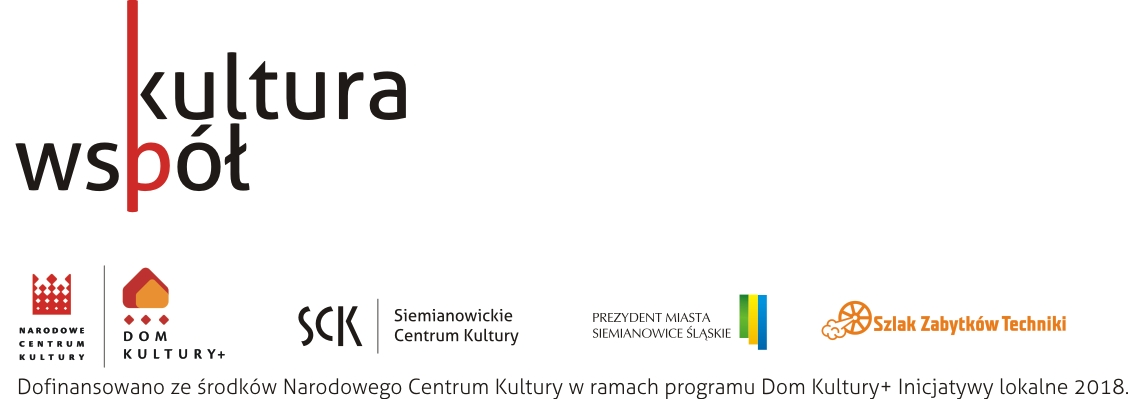 kultura
współ
NARODOWE
CENTRUM
KULTURY
DOM
KULTURY+
SCK
Siemianowickie
Centrum Kultury
PREZYDENT MIASTA
SIEMIANOWICE ŚLĄSKIE
Szlak Zabytków Techniki
Dofinansowano ze środków Narodowego Centrum Kultury w ramach programu Dom Kultury+ Inicjatywy lokalne 2018.